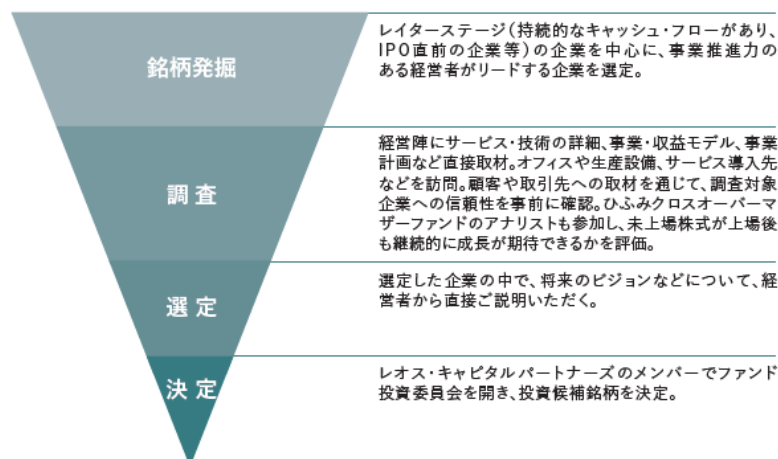 銘柄発掘
レイターステージ(持続的なキャッシュ・フローがあり、
IPO直前の企業等)の企業を中心に、事業推進力の
ある経営者がリードする企業を選定。
調査
経営陣にサービス・技術の詳細、事業・収益モデル、事業
計画など直接取材。オフィスや生産設備、サービス導入先
などを訪問。顧客や取引先への取材を通じて、調査対象
企業への信頼性を事前に確認。ひふみクロスオーバーマ
ザーファンドのアナリストも参加し、未上場株式が上場後
も継続的に成長が期待できるかを評価。
選定
選定した企業の中で、将来のビジョンなどについて、経
営者から直接ご説明いただく。
決定
レオス・キャピタルパートナーズのメンバーでファンド
投資委員会を開き、投資候補銘柄を決定。